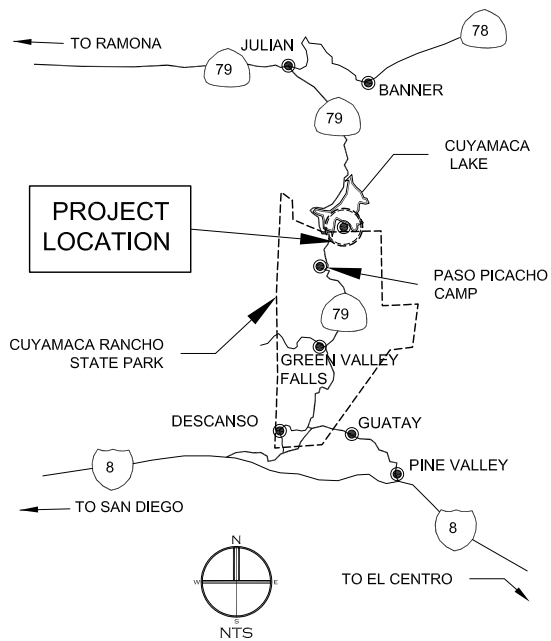 TO RAMONA
JULIAN
78
79
BANNER
79
CUYAMACA
LAKE
PROJECT
LOCATION
PASO PICACHO
CAMP
79
CUYAMACA RANCHO
STATE PARK
GREEN VALLEY
FALLS
DESCANSO
GUATAY
8
PINE VALLEY
TO SAN DIEGO
8
N
W
E
S
NTS
TO EL CENTRO